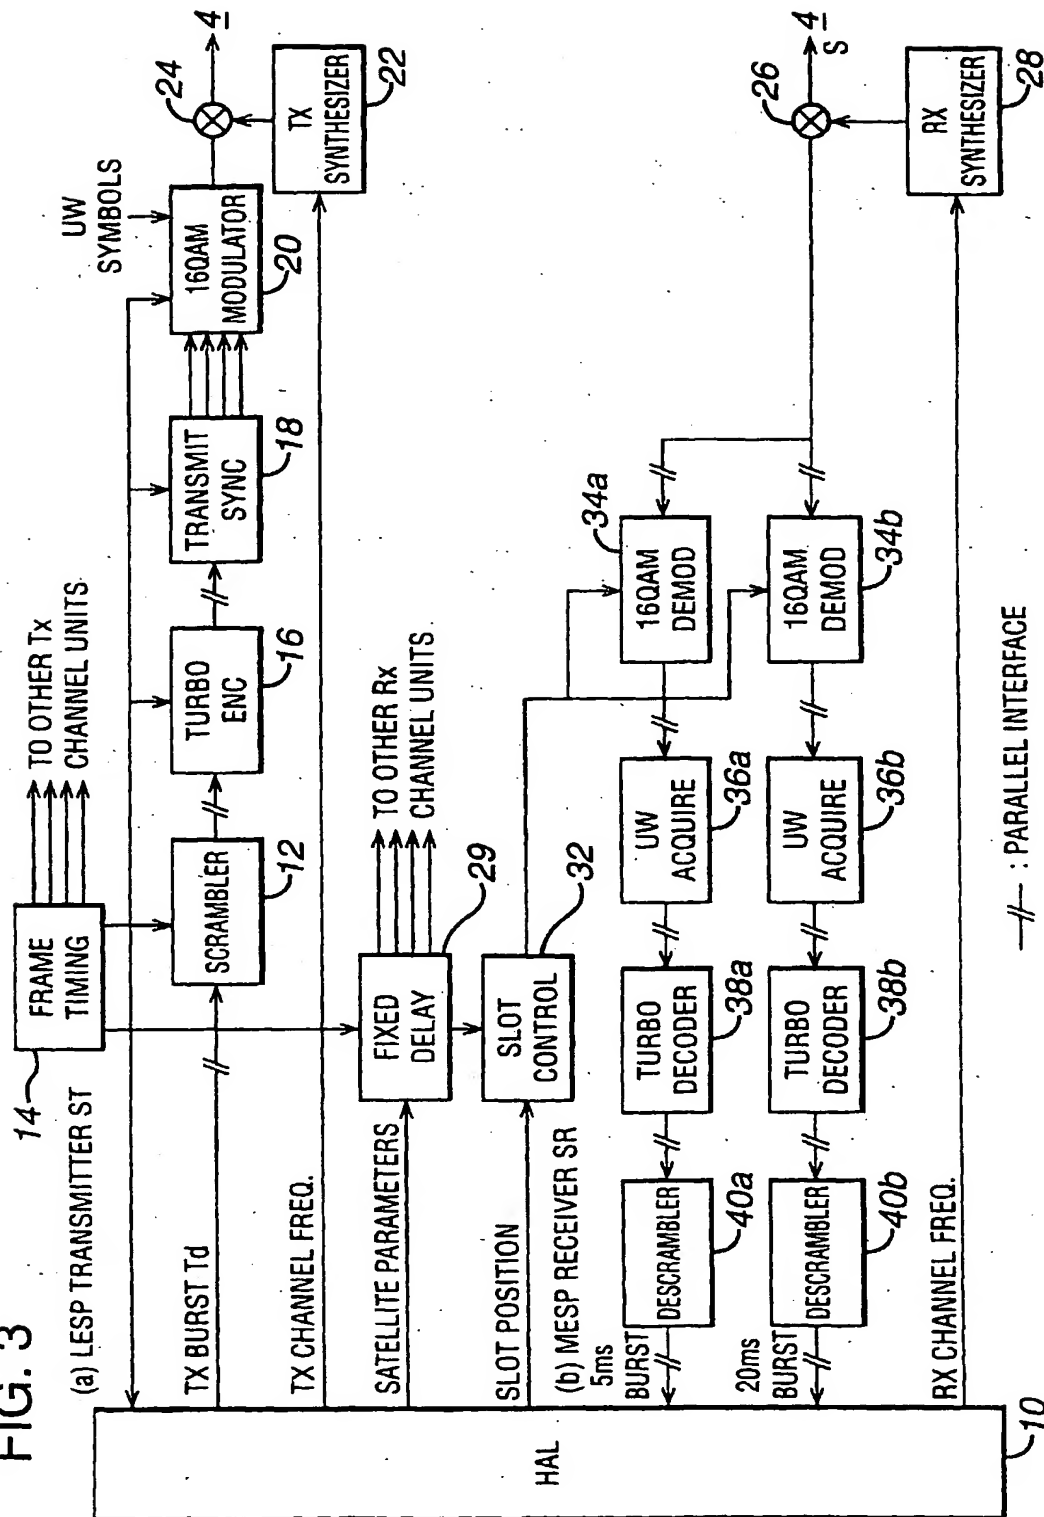 FIG. 3
(a) LESP TRANSMITTER ST
14
FRAME
TIMING
TO OTHER Tx
CHANNEL UNITS
UW
SYMBOLS
TX BURST Td
SCRAMBLER
12
TURBO
ENC
16
TRANSMIT
SYNC
18
16QAM
MODULATOR
20
24
4
TX
SYNTHESIZER
22
TX CHANNEL FREQ.
SATELLITE PARAMETERS
FIXED
DELAY
29
TO OTHER Rx
CHANNEL UNITS
SLOT POSITION
SLOT
CONTROL
32
(b) MESP RECEIVER SR
5ms
BURST
DESCRAMBLER
40a
TURBO
DECODER
38a
UW
ACQUIRE
36a
16QAM
DEMOD
34a
20ms
BURST
DESCRAMBLER
40b
TURBO
DECODER
38b
UW
ACQUIRE
36b
16QAM
DEMOD
34b
26
4
S
RX
SYNTHESIZER
28
RX CHANNEL FREQ.
HAL
10
: PARALLEL INTERFACE